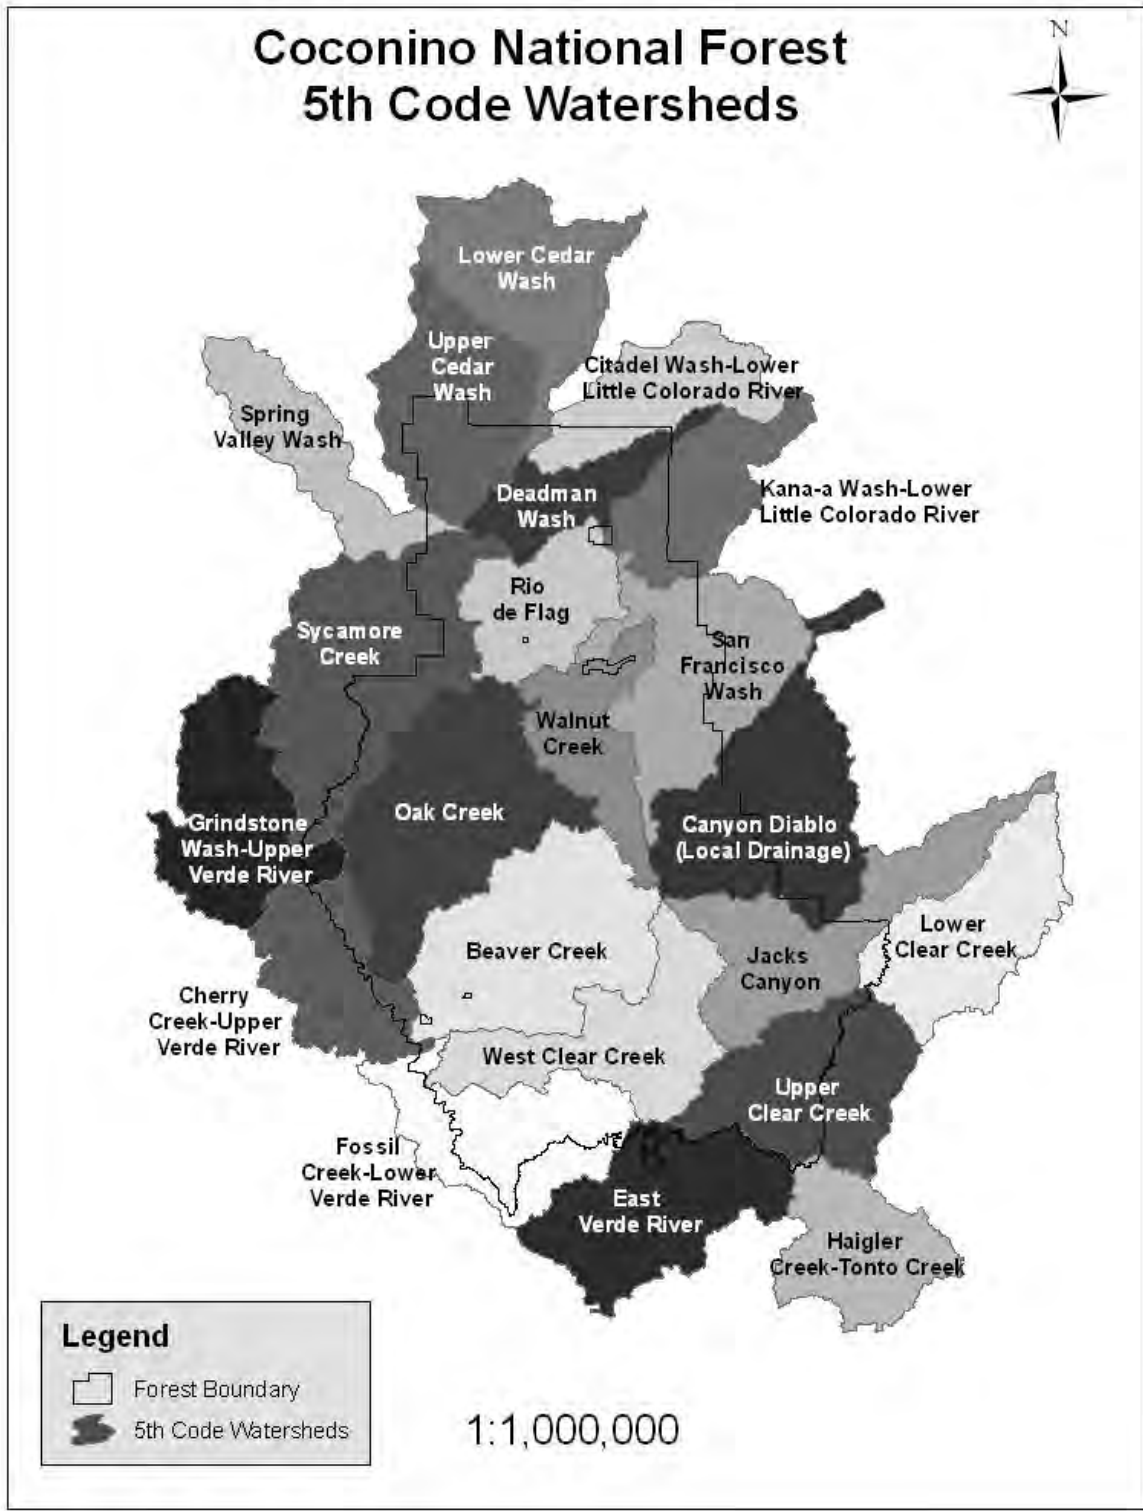 Coconino National Forest
5th Code Watersheds
N
Lower Cedar
Wash
Upper
Cedar
Wash
Citadel Wash-Lower
Little Colorado River
Spring
Valley Wash
Deadman
Wash
Kana-a Wash-Lower
Little Colorado River
Rio
de Flag
Sycamore
Creek
San
Francisco
Wash
Walnut
Creek
Oak Creek
Grindstone
Wash-Upper
Verde River
Canyon Diablo
(Local Drainage)
Lower
Clear Creek
Beaver Creek
Jacks
Canyon
Cherry
Creek-Upper
Verde River
West Clear Creek
Upper
Clear Creek
Fossil
Creek-Lower
Verde River
East
Verde River
Haigler
Creek-Tonto Creek
Legend
Forest Boundary
5th Code Watersheds
1:1,000,000